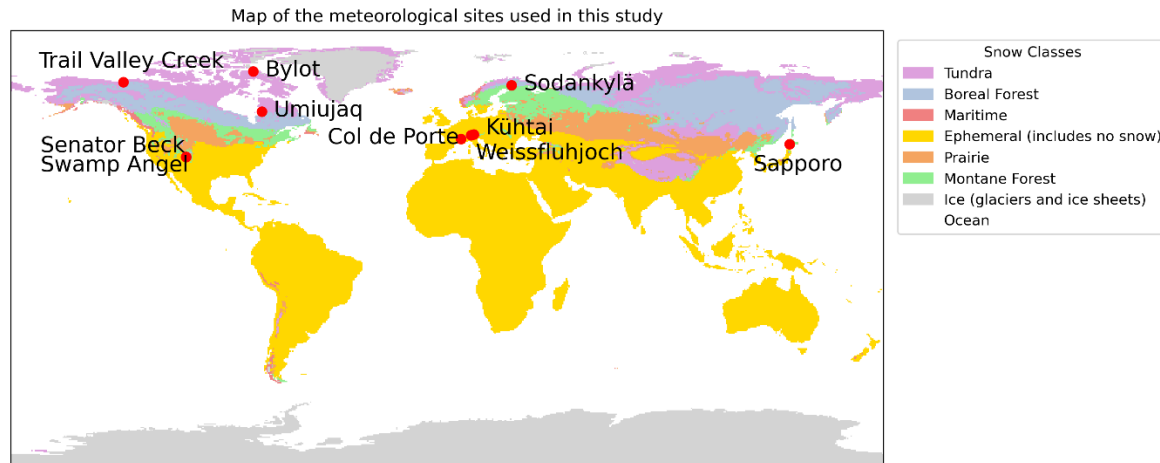 Map of the meteorological sites used in this study
Trail Valley Creek
Bylot
Sodankylä
Umiujaq
Col de Porte
Kühtai
Weissfluhjoch
Senator Beck
Swamp Angel
Sapporo
Snow Classes
Tundra
Boreal Forest
Maritime
Ephemeral (includes no snow)
Prairie
Montane Forest
Ice (glaciers and ice sheets)
Ocean